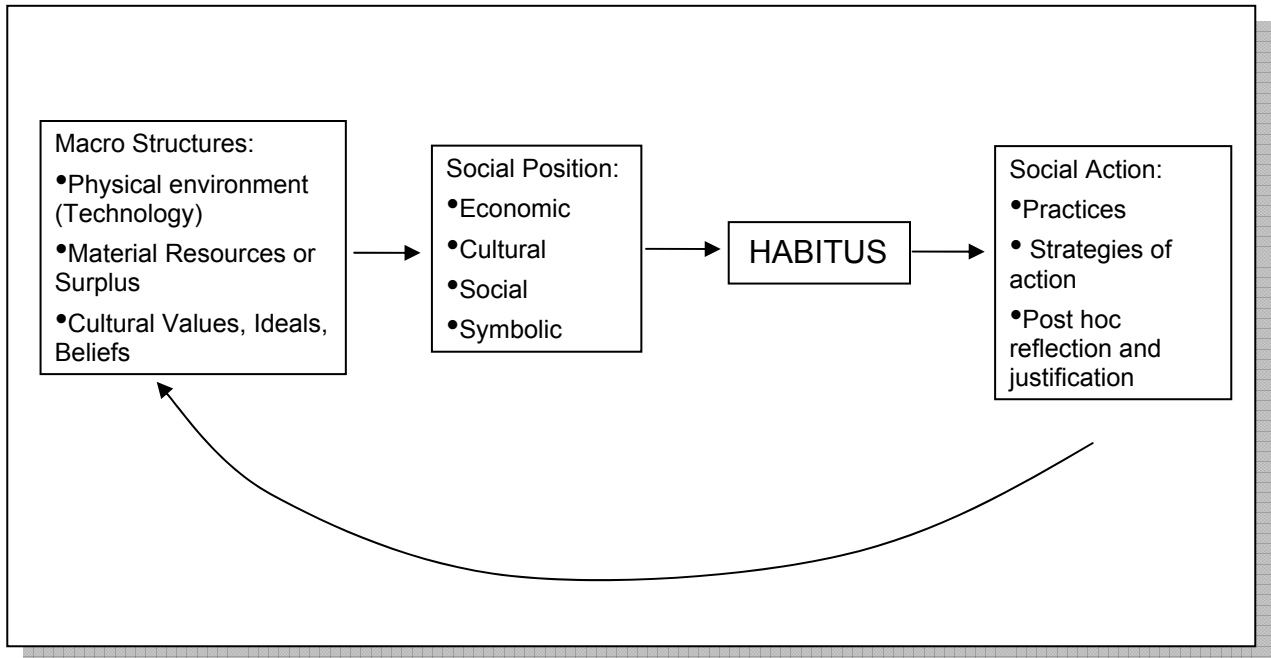 Macro Structures:
•Physical environment
(Technology)
•Material Resources or
Surplus
•Cultural Values, Ideals,
Beliefs
Social Position:
•Economic
•Cultural
•Social
•Symbolic
HABITUS
Social Action:
•Practices
• Strategies of
action
•Post hoc
reflection and
justification